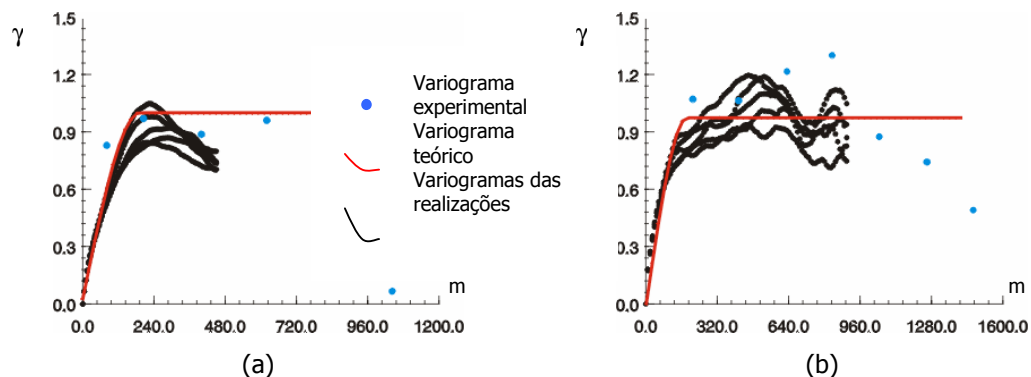 γ
1.5
1.2
0.9
0.6
0.3
0.0
0.0 240.0 480.0 720.0 960.0 1200.0
m
(a)
Variograma
experimental
Variograma
teórico
Variogramas das
realizações
γ
1.5
1.2
0.9
0.6
0.3
0.0
0.0 320.0 640.0 960.0 1280.0 1600.0
m
(b)